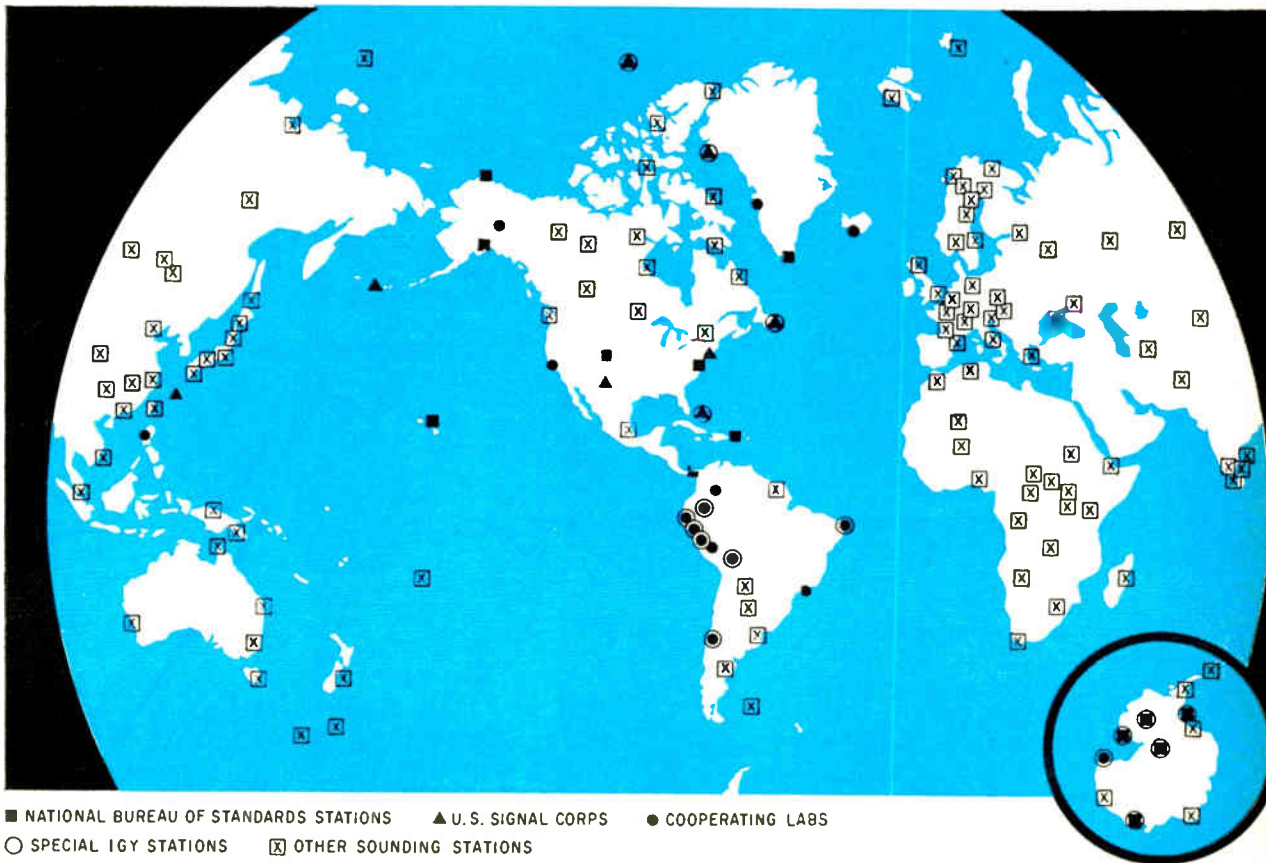 ■ NATIONAL BUREAU OF STANDARDS STATIONS ▲ U.S. SIGNAL CORPS ● COOPERATING LABS
○ SPECIAL IGY STATIONS ☒ OTHER SOUNDING STATIONS